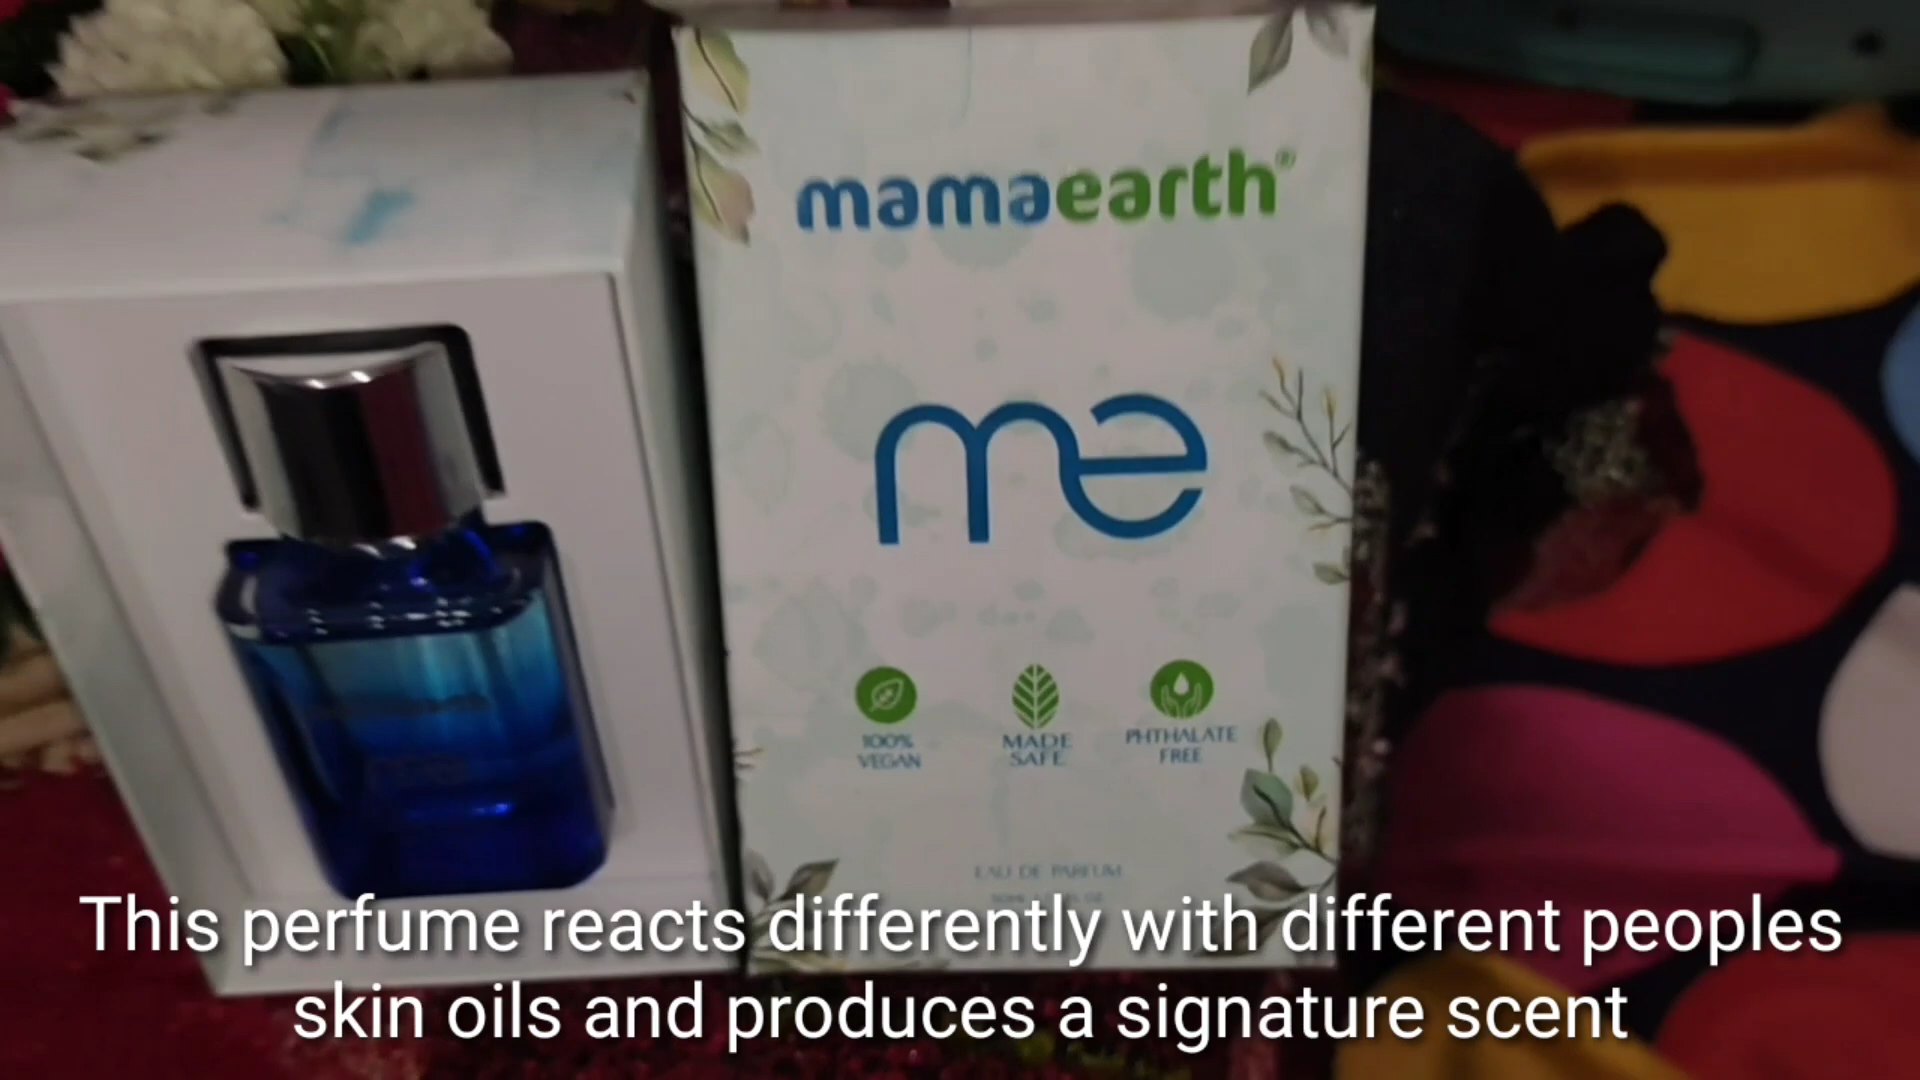 mamaearth®
me
100%
VEGAN
MADE
SAFE
PHTHALATE
FREE
EAU DE PARFUM
This perfume reacts differently with different peoples
skin oils and produces a signature scent